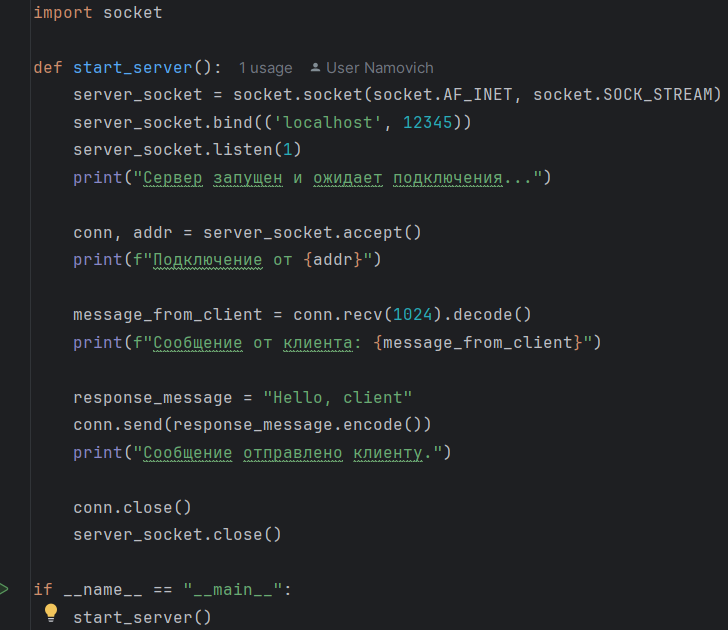 import socket
def start_server():  1 usage  User Namovich
    server_socket = socket.socket(socket.AF_INET, socket.SOCK_STREAM)
    server_socket.bind(('localhost', 12345))
    server_socket.listen(1)
    print("Сервер запущен и ожидает подключения...")
    conn, addr = server_socket.accept()
    print(f"Подключение от {addr}")
    message_from_client = conn.recv(1024).decode()
    print(f"Сообщение от клиента: {message_from_client}")
    response_message = "Hello, client"
    conn.send(response_message.encode())
    print("Сообщение отправлено клиенту.")
    conn.close()
    server_socket.close()
if __name__ == "__main__":
    start_server()